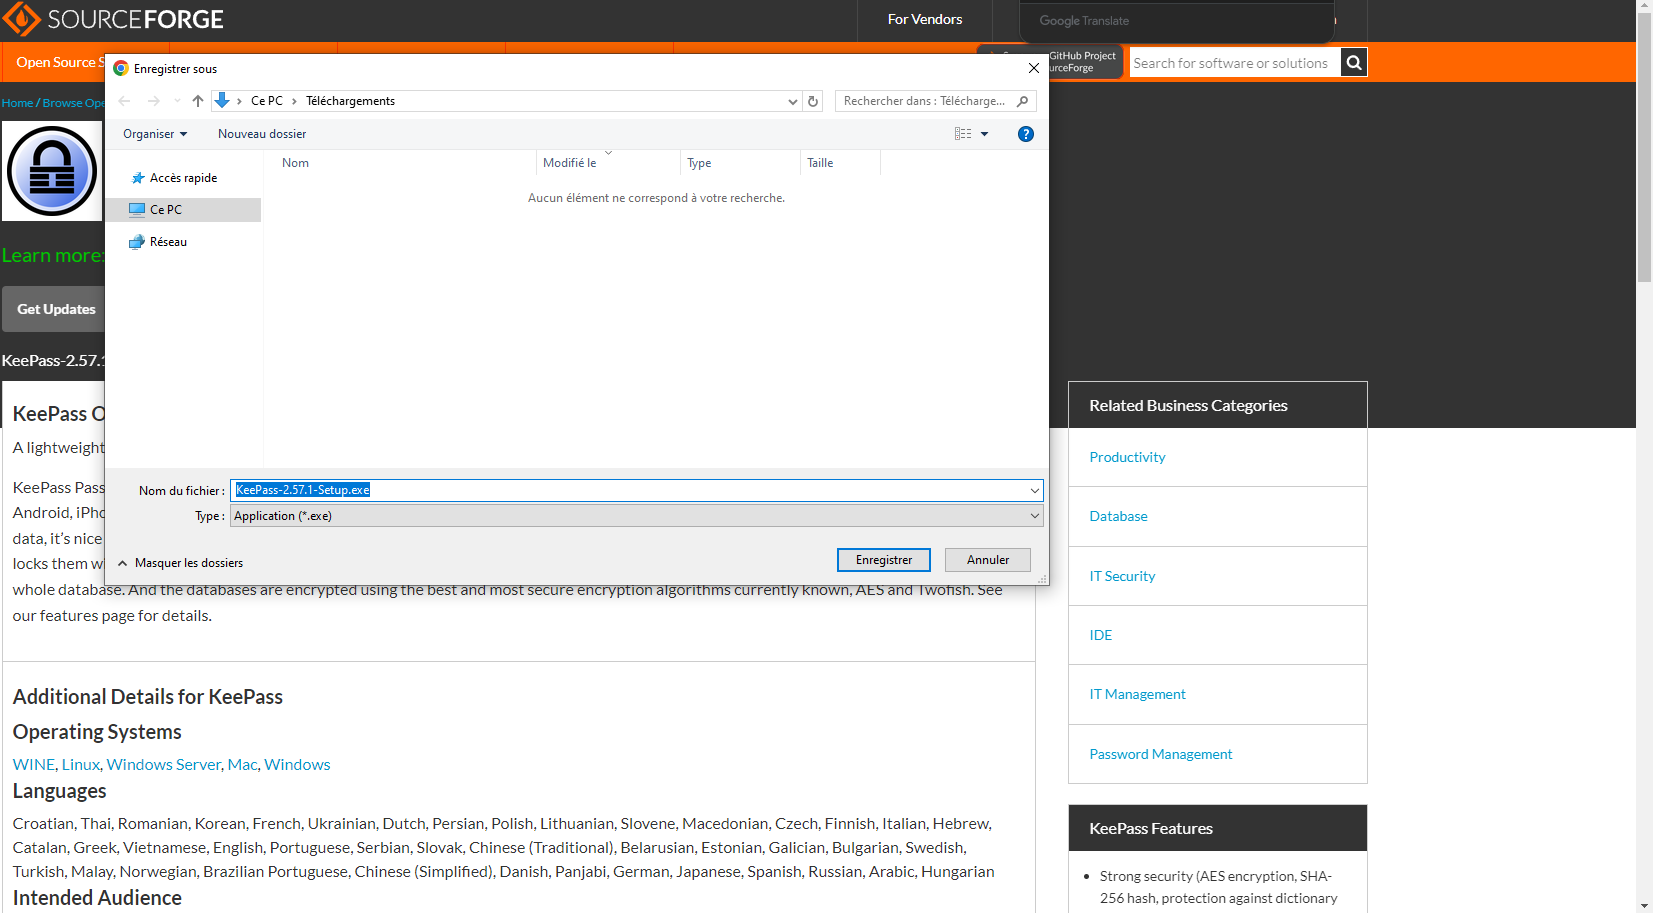 SOURCEFORGE
For Vendors
Google Translate
Open Source S
GitHub Project
urceForge
Search for software or solutions
Enregistrer sous
Ce PC
Téléchargements
Rechercher dans : Télécharge...
Home / Browse Ope
Organiser
Nouveau dossier
?
Nom
Modifié le
Type
Taille
Aucun élément ne correspond à votre recherche.
Accès rapide
Ce PC
Réseau
Learn more:
Get Updates
KeePass-2.57.1
Nom du fichier :
KeePass-2.57.1-Setup.exe
Type :
Application (*.exe)
Masquer les dossiers
Enregistrer
Annuler
KeePass O
A lightweight
KeePass Pass
Android, iPho
data, it’s nice
locks them w
whole database. And the databases are encrypted using the best and most secure encryption algorithms currently known, AES and Twofish. See
our features page for details.
Additional Details for KeePass
Operating Systems
WINE, Linux, Windows Server, Mac, Windows
Languages
Croatian, Thai, Romanian, Korean, French, Ukrainian, Dutch, Persian, Polish, Lithuanian, Slovene, Macedonian, Czech, Finnish, Italian, Hebrew,
Catalan, Greek, Vietnamese, English, Portuguese, Serbian, Slovak, Chinese (Traditional), Belarusian, Estonian, Galician, Bulgarian, Swedish,
Turkish, Malay, Norwegian, Brazilian Portuguese, Chinese (Simplified), Danish, Panjabi, German, Japanese, Spanish, Russian, Arabic, Hungarian
Intended Audience
Related Business Categories
Productivity
Database
IT Security
IDE
IT Management
Password Management
KeePass Features
Strong security (AES encryption, SHA-
256 hash, protection against dictionary